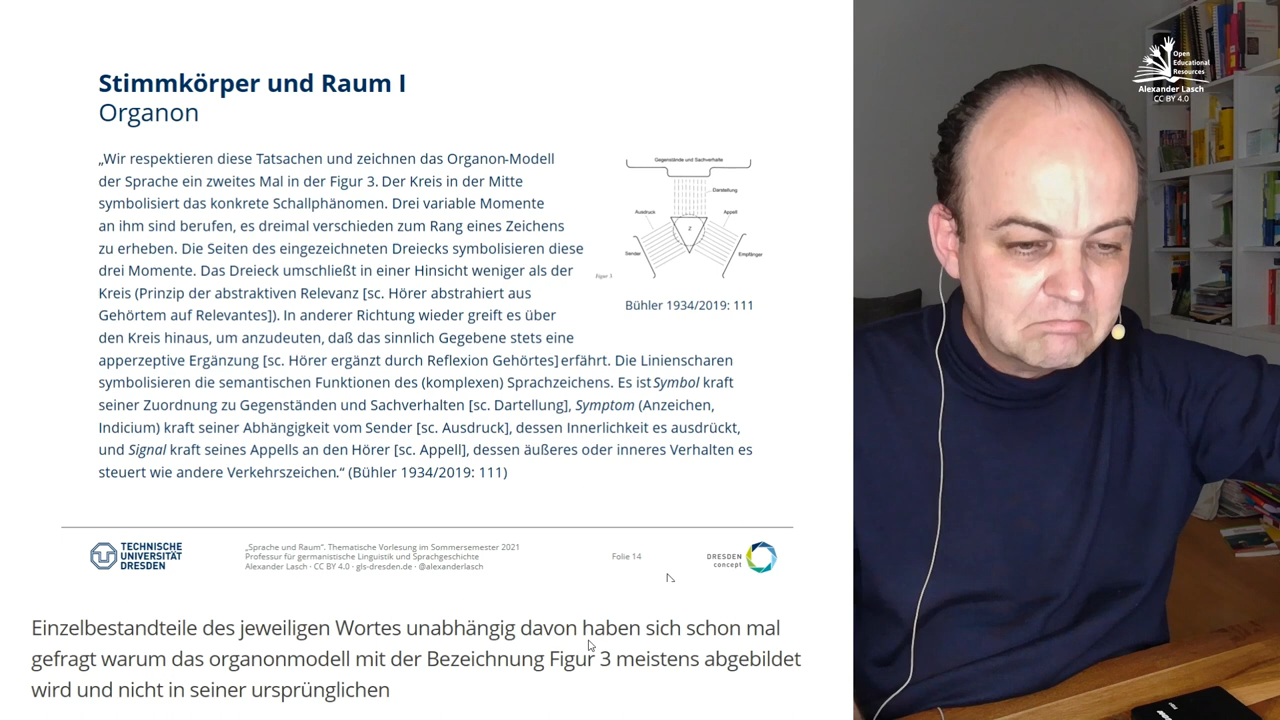 Stimmkörper und Raum I
Organon
„Wir respektieren diese Tatsachen und zeichnen das Organon-Modell
der Sprache ein zweites Mal in der Figur 3. Der Kreis in der Mitte
symbolisiert das konkrete Schallphänomen. Drei variable Momente
an ihm sind berufen, es dreimal verschieden zum Rang eines Zeichens
zu erheben. Die Seiten des eingezeichneten Dreiecks symbolisieren diese
drei Momente. Das Dreieck umschließt in einer Hinsicht weniger als der
Kreis (Prinzip der abstraktiven Relevanz [sc. Hörer abstrahiert aus
Gehörtem auf Relevantes]). In anderer Richtung wieder greift es über
den Kreis hinaus, um anzudeuten, daß das sinnlich Gegebene stets eine
apperzeptive Ergänzung [sc. Hörer ergänzt durch Reflexion Gehörtes] erfährt. Die Linienscharen
symbolisieren die semantischen Funktionen des (komplexen) Sprachzeichens. Es ist Symbol kraft
seiner Zuordnung zu Gegenständen und Sachverhalten [sc. Dartellung], Symptom (Anzeichen,
Indicium) kraft seiner Abhängigkeit vom Sender [sc. Ausdruck], dessen Innerlichkeit es ausdrückt,
und Signal kraft seines Appells an den Hörer [sc. Appell], dessen äußeres oder inneres Verhalten es
steuert wie andere Verkehrszeichen.“ (Bühler 1934/2019: 111)
Gegenstände und Sachverhalte
Darstellung
Ausdruck
Appell
Z
Sender
Empfänger
Figur 3
Bühler 1934/2019: 111
TECHNISCHE
UNIVERSITÄT
DRESDEN
„Sprache und Raum“. Thematische Vorlesung im Sommersemester 2021
Professur für germanistische Linguistik und Sprachgeschichte
Alexander Lasch · CC BY 4.0 · gls-dresden.de · @alexanderlasch
Folie 14
DRESDEN
concept
Einzelbestandteile des jeweiligen Wortes unabhängig davon haben sich schon mal
gefragt warum das organonmodell mit der Bezeichnung Figur 3 meistens abgebildet
wird und nicht in seiner ursprünglichen
Open
Educational
Resources
Alexander Lasch
CC BY 4.0